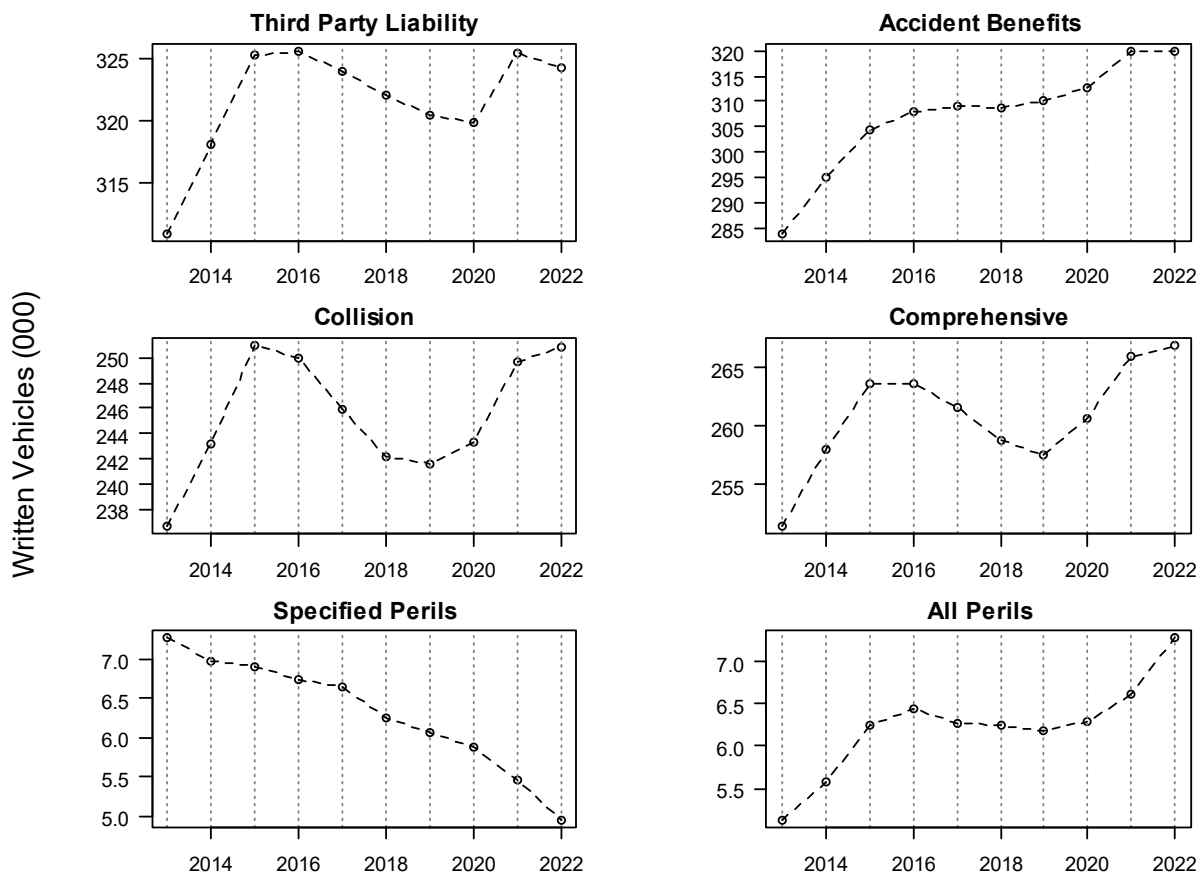 Written Vehicles (000)
Third Party Liability
325
320
315
2014 2016 2018 2020 2022
Accident Benefits
320
315
310
305
300
295
290
285
2014 2016 2018 2020 2022
Collision
250
248
246
244
242
240
238
2014 2016 2018 2020 2022
Comprehensive
265
260
255
2014 2016 2018 2020 2022
Specified Perils
7.0
6.5
6.0
5.5
5.0
2014 2016 2018 2020 2022
All Perils
7.0
6.5
6.0
5.5
2014 2016 2018 2020 2022